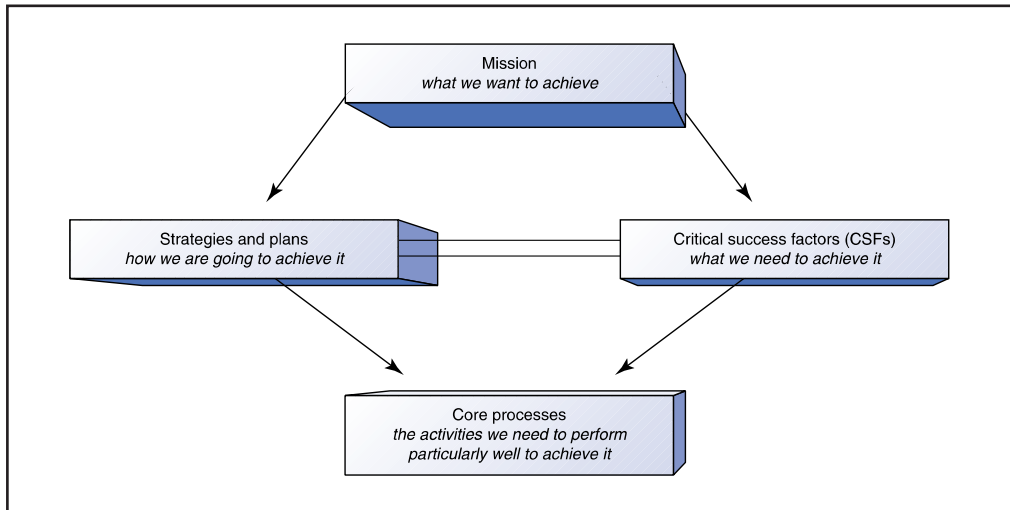 Mission
what we want to achieve
Strategies and plans
how we are going to achieve it
Critical success factors (CSFs)
what we need to achieve it
Core processes
the activities we need to perform
particularly well to achieve it